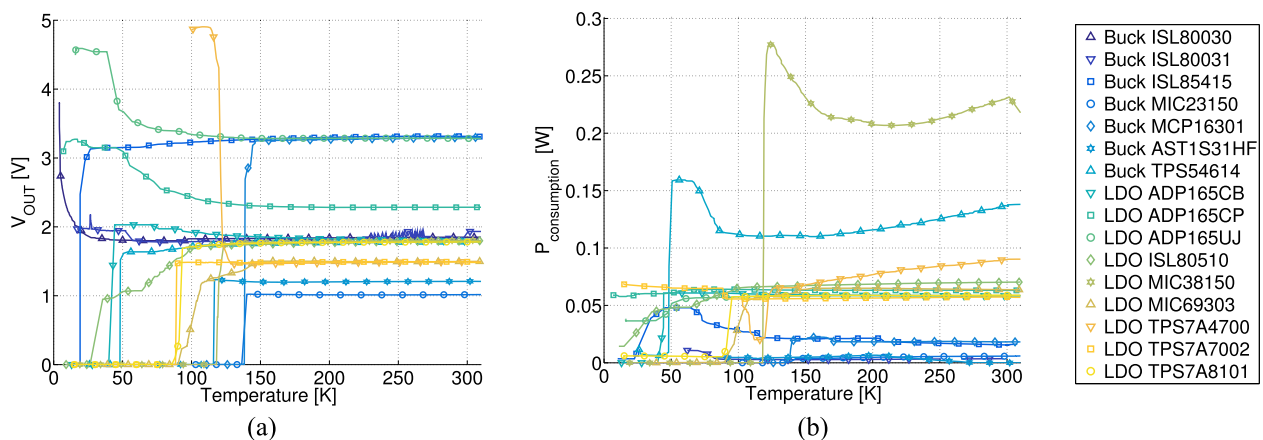 5
4
3
2
1
0
V_OUT [V]
0 50 100 150 200 250 300
Temperature [K]
(a)
0.3
0.25
0.2
0.15
0.1
0.05
0
P_consumption [W]
0 50 100 150 200 250 300
Temperature [K]
(b)
Buck ISL80030
Buck ISL80031
Buck ISL85415
Buck MIC23150
Buck MCP16301
Buck AST1S31HF
Buck TPS54614
LDO ADP165CB
LDO ADP165CP
LDO ADP165UJ
LDO ISL80510
LDO MIC38150
LDO MIC69303
LDO TPS7A4700
LDO TPS7A7002
LDO TPS7A8101